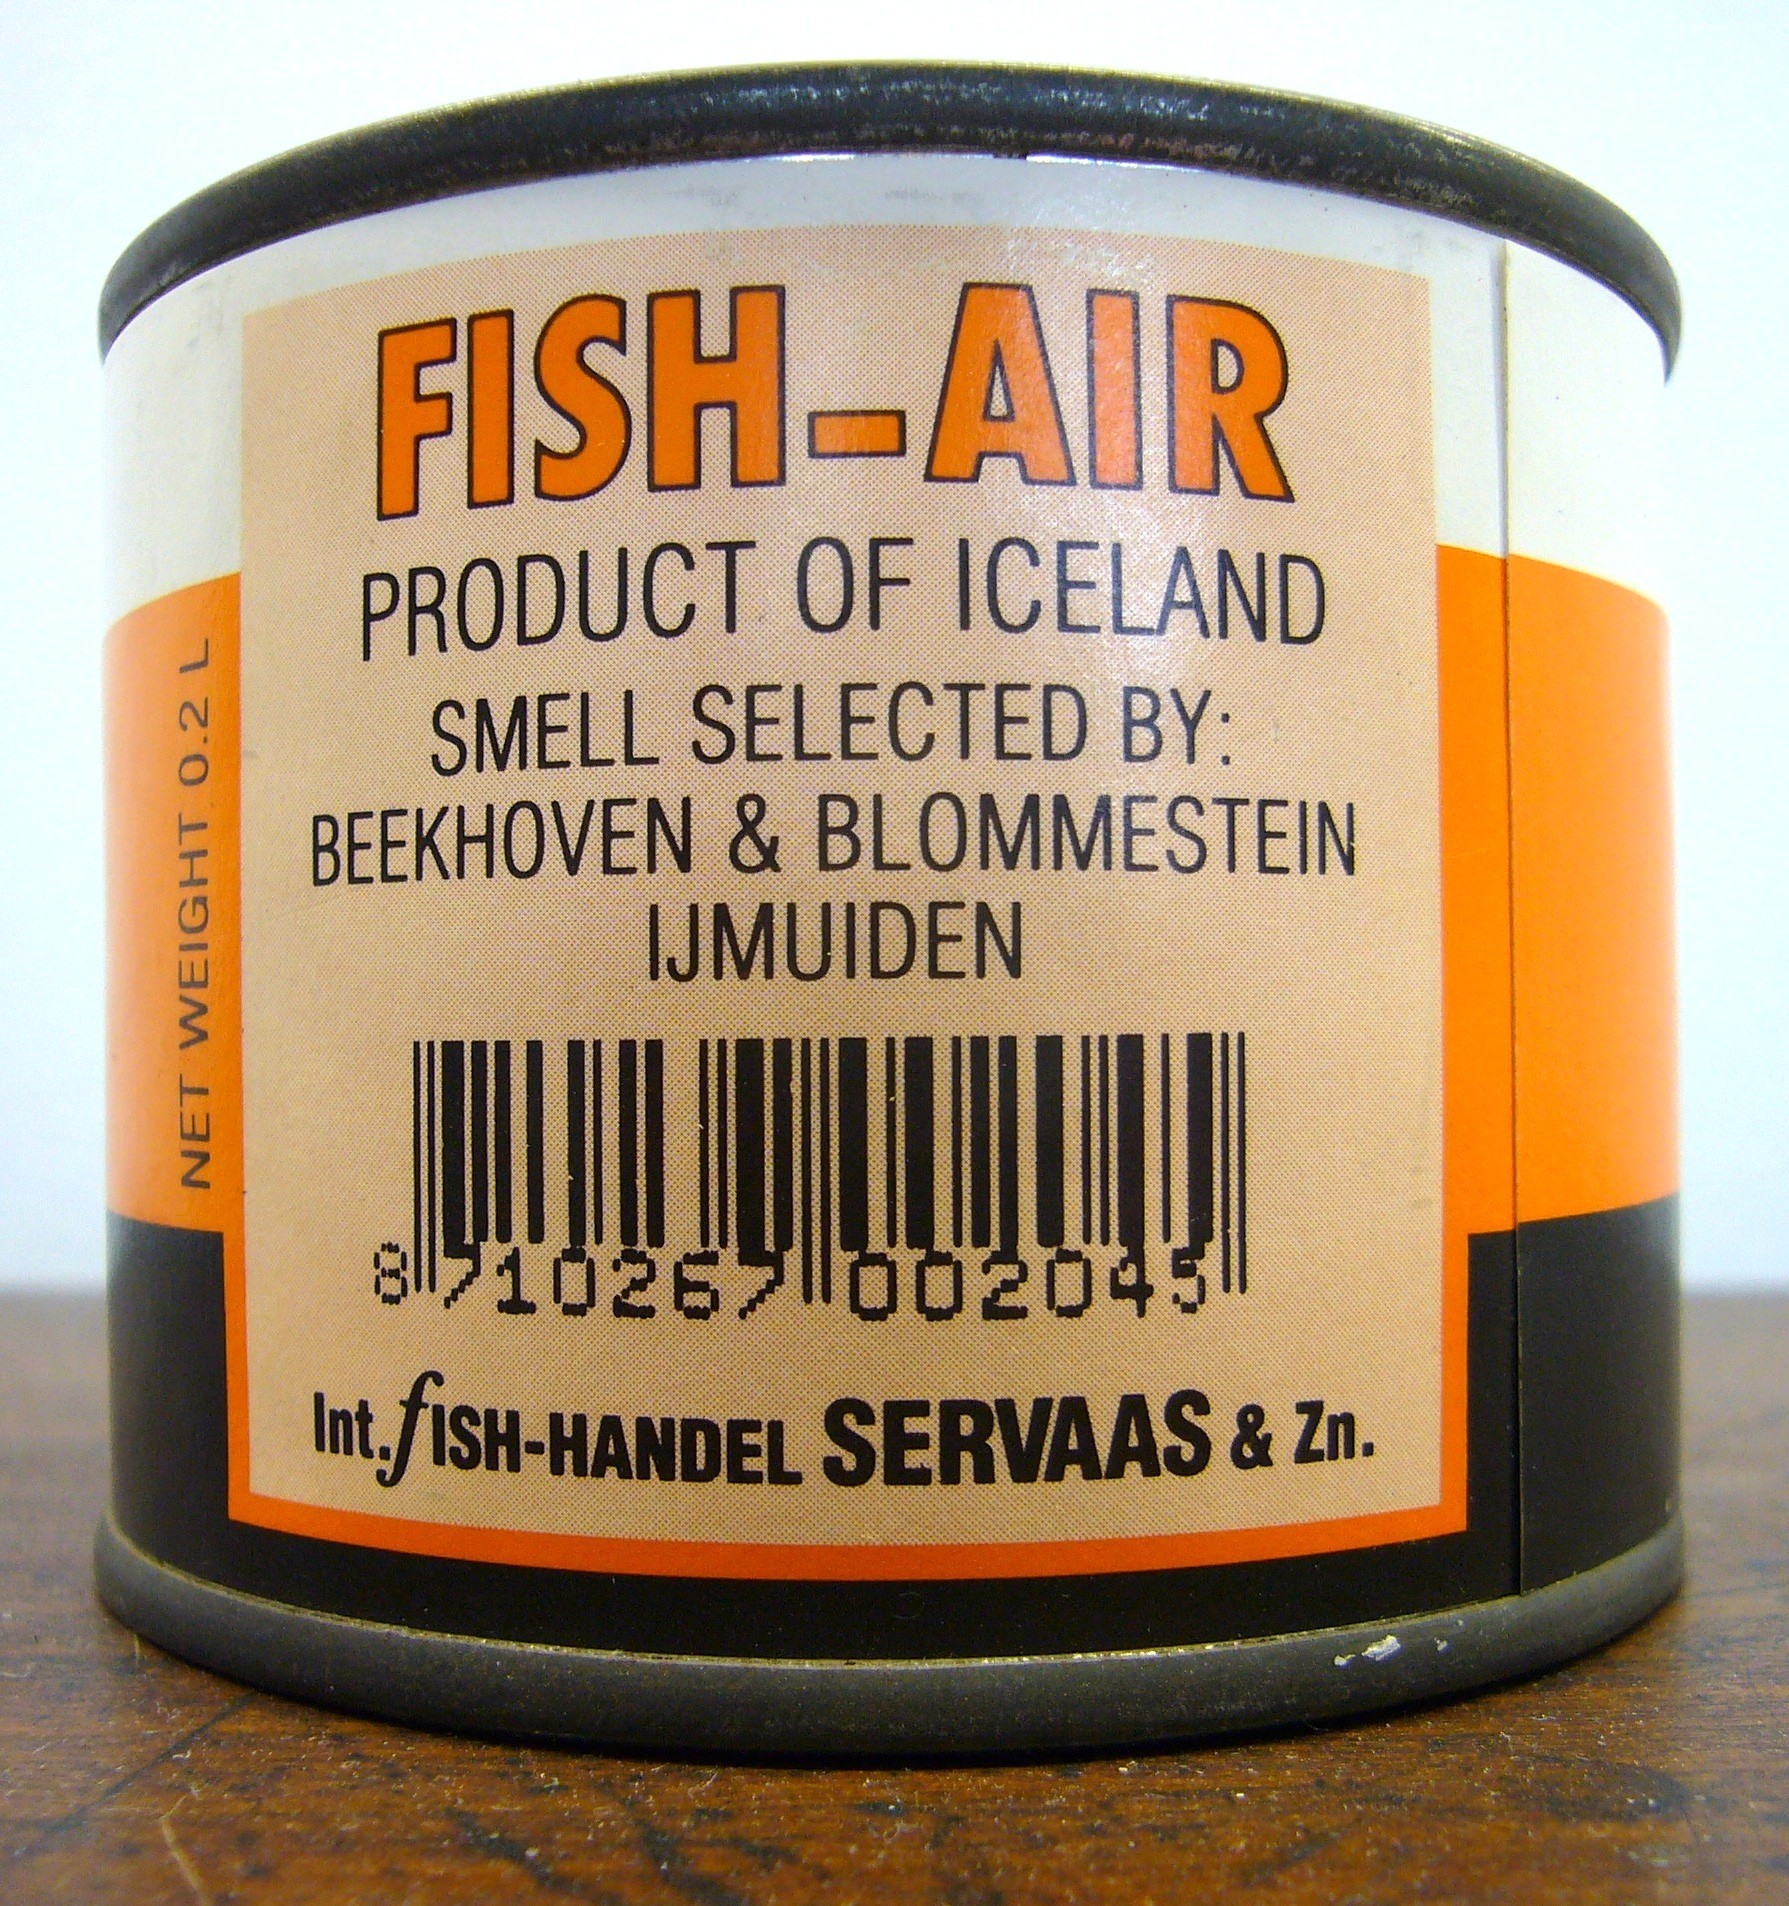 FISH-AIR
PRODUCT OF ICELAND
SMELL SELECTED BY:
BEEKHOVEN & BLOMMESTEIN
IJMUIDEN
8 710267 002045
Int. fISH-HANDEL SERVAAS & Zn.
NET WEIGHT 0.2 L